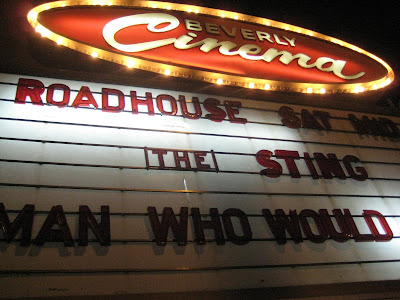 BEVERLY
Cinema
ROADHOUSE SAT MID
THE STING
MAN WHO WOULD